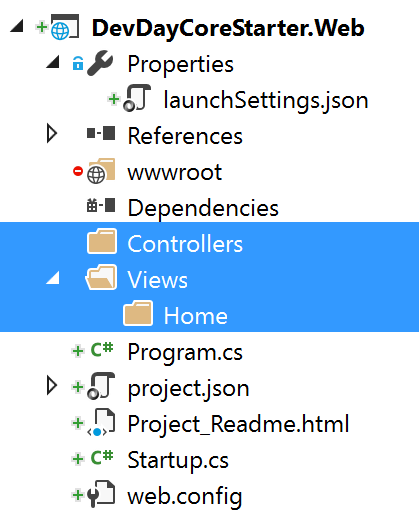 DevDayCoreStarter.Web
Properties
launchSettings.json
References
wwwroot
Dependencies
Controllers
Views
Home
C# Program.cs
project.json
Project_Readme.html
C# Startup.cs
web.config